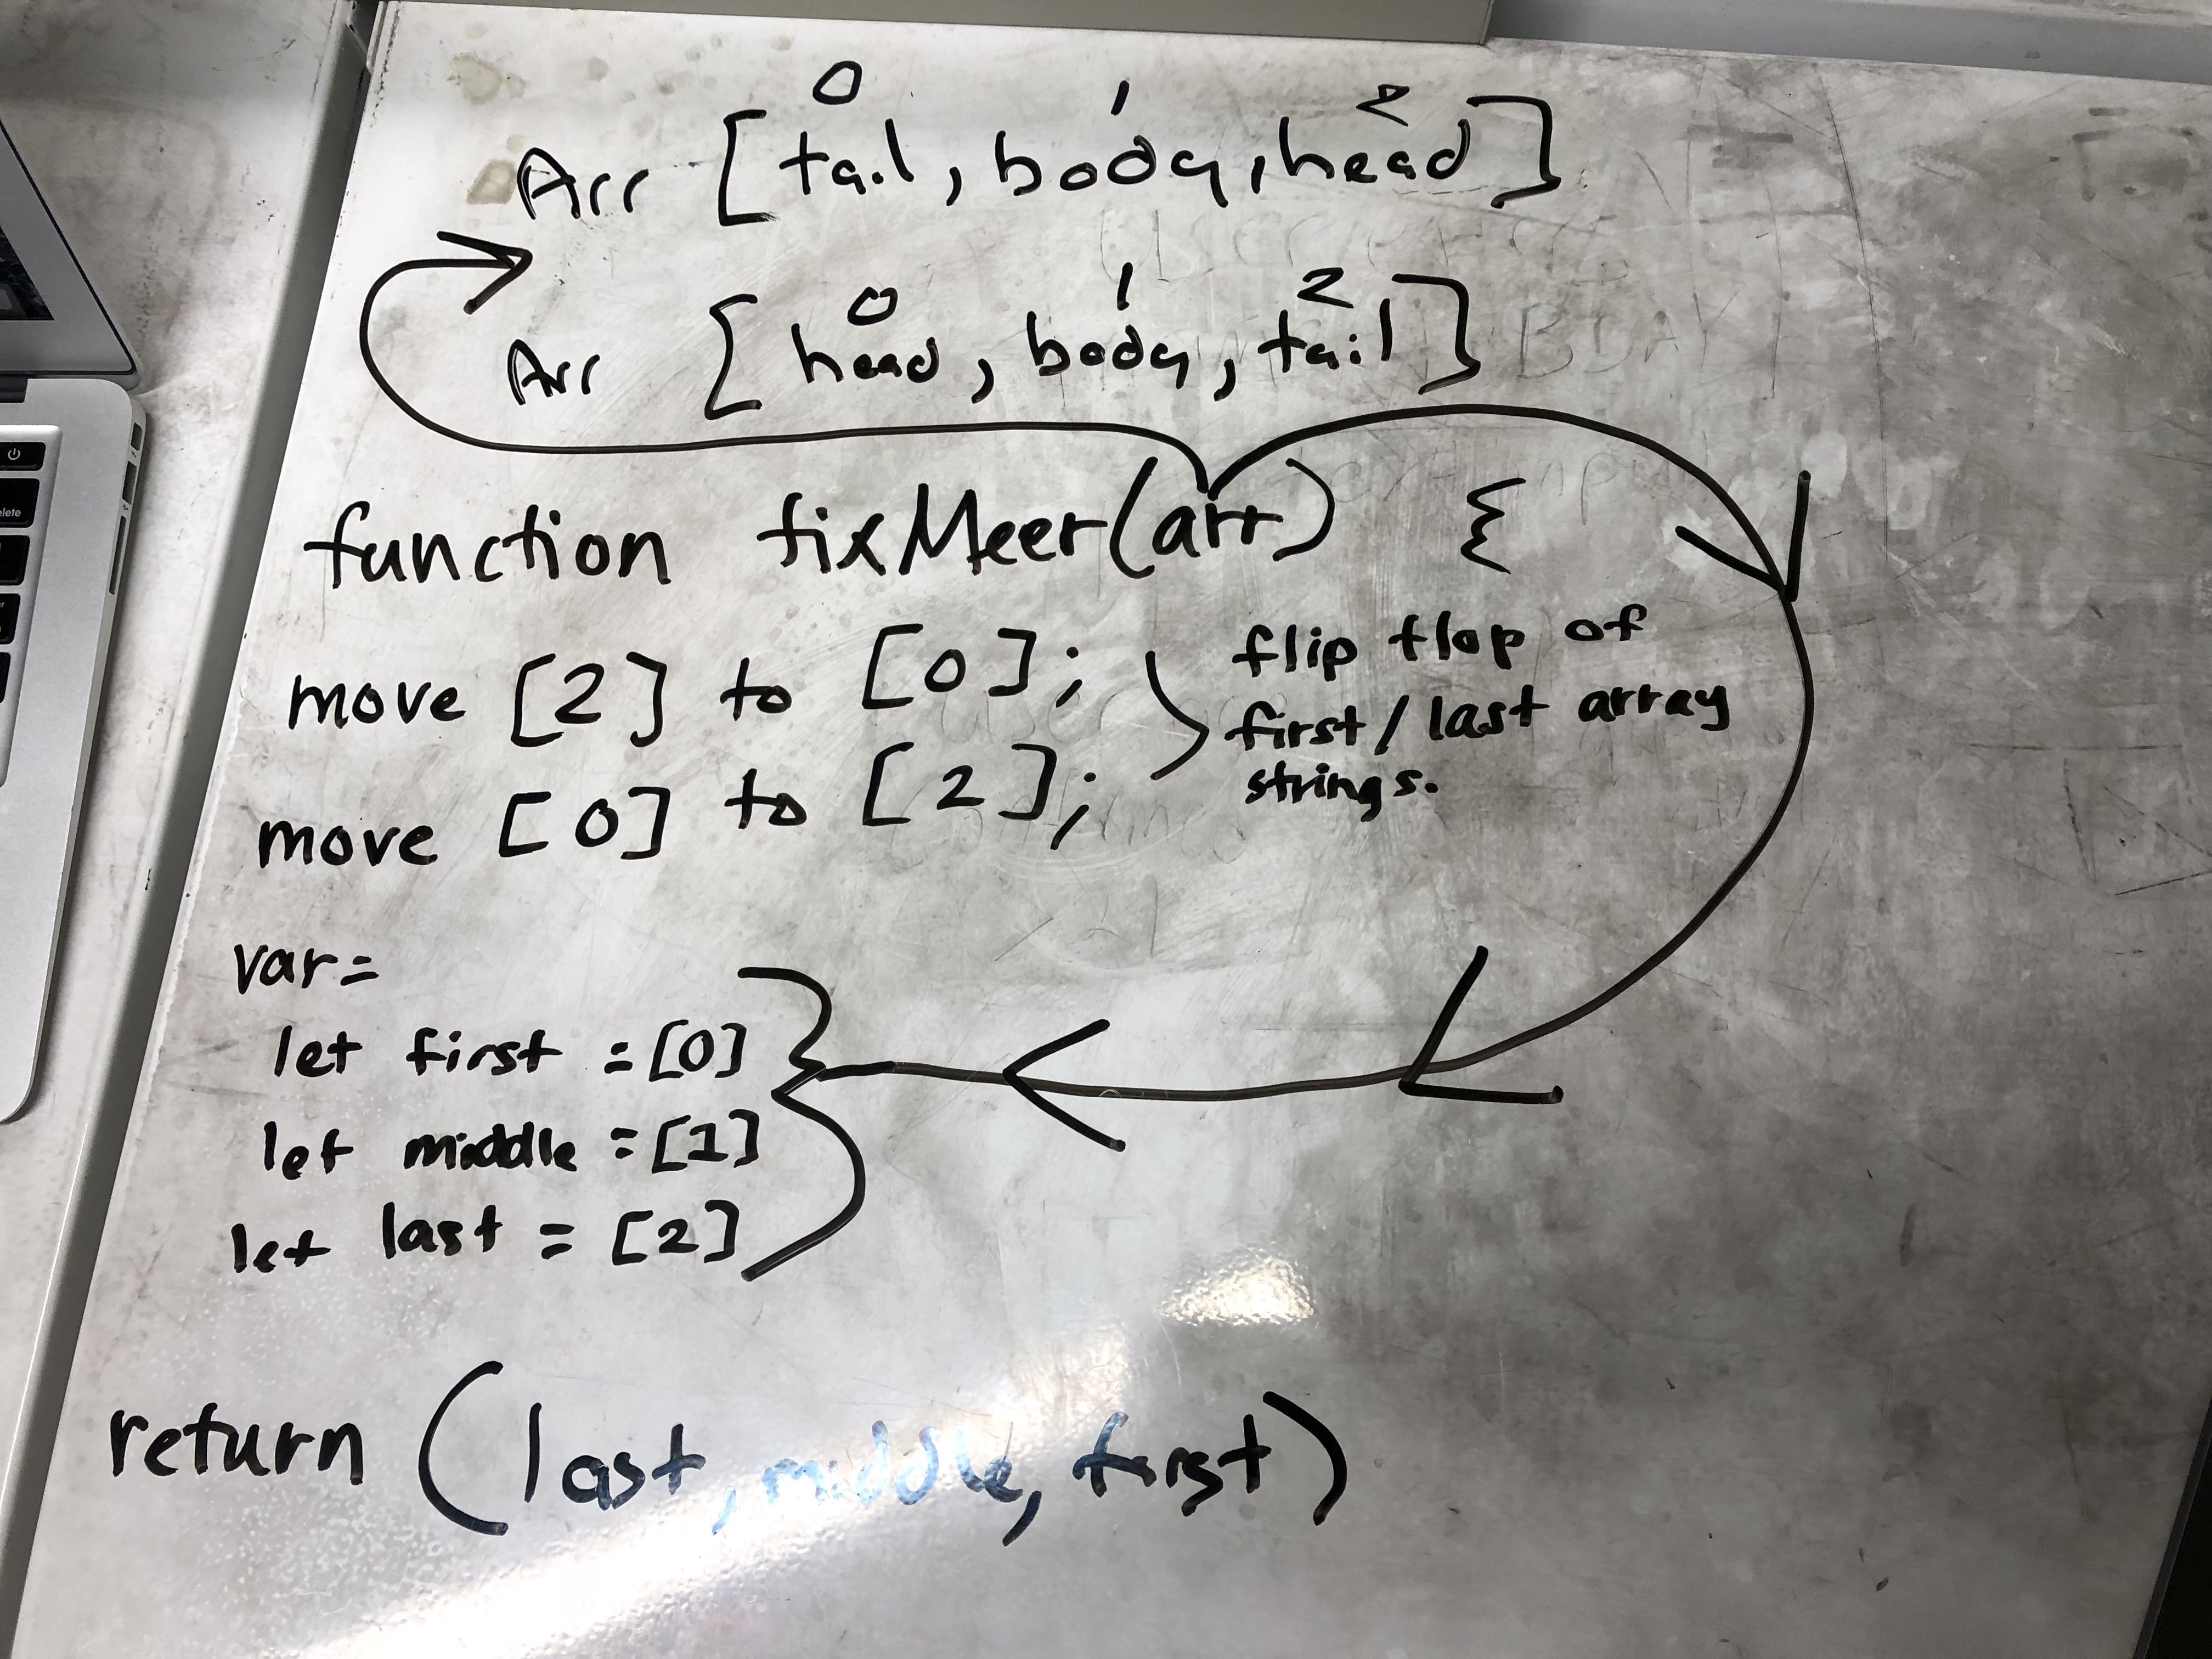 0 1 2
Arr [tail, body, head]
0 1 2
Arr [head, body, tail]
function fixMeer(arr) {
move [2] to [0];
move [0] to [2];
flip flop of
first/last array
strings.
var=
let first = [0]
let middle = [1]
let last = [2]
return (last, middle, first)
elete